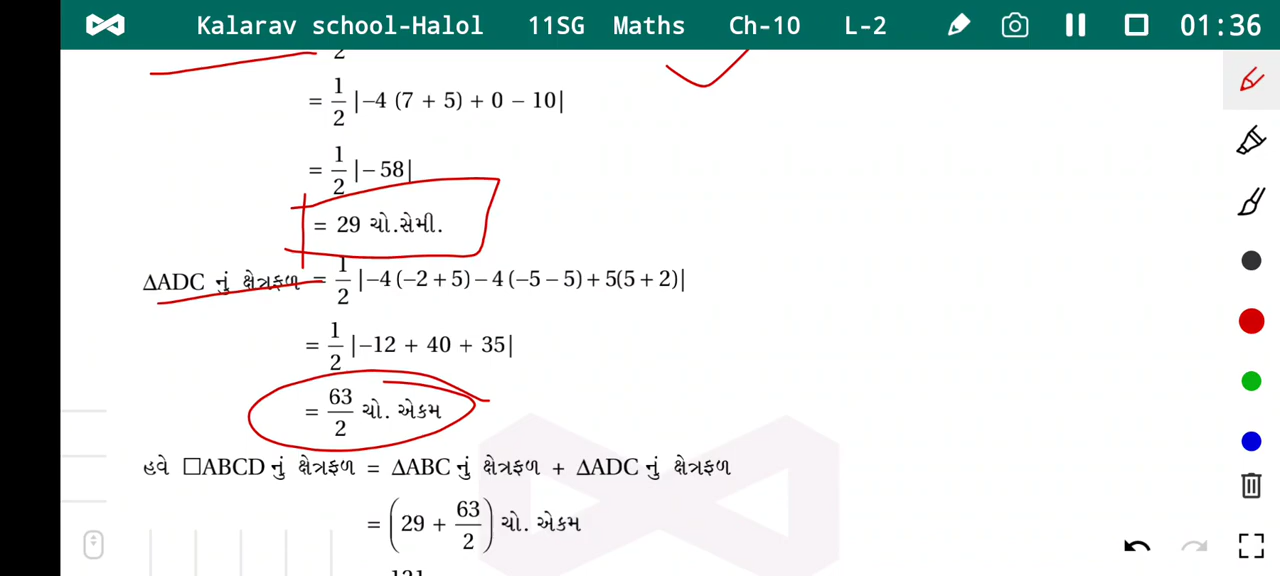 Kalarav school-Halol 11SG Maths Ch-10 L-2 01:36
2
= 1/2 |−4 (7 + 5) + 0 − 10|
= 1/2 |− 58|
= 29 ચો.સેમી.
ΔADC નું ક્ષેત્રફળ = 1/2 |−4 (−2 + 5) − 4 (−5 − 5) + 5(5 + 2)|
= 1/2 |−12 + 40 + 35|
= 63/2 ચો. એકમ
હવે □ABCD નું ક્ષેત્રફળ = ΔABC નું ક્ષેત્રફળ + ΔADC નું ક્ષેત્રફળ
= (29 + 63/2) ચો. એકમ
121